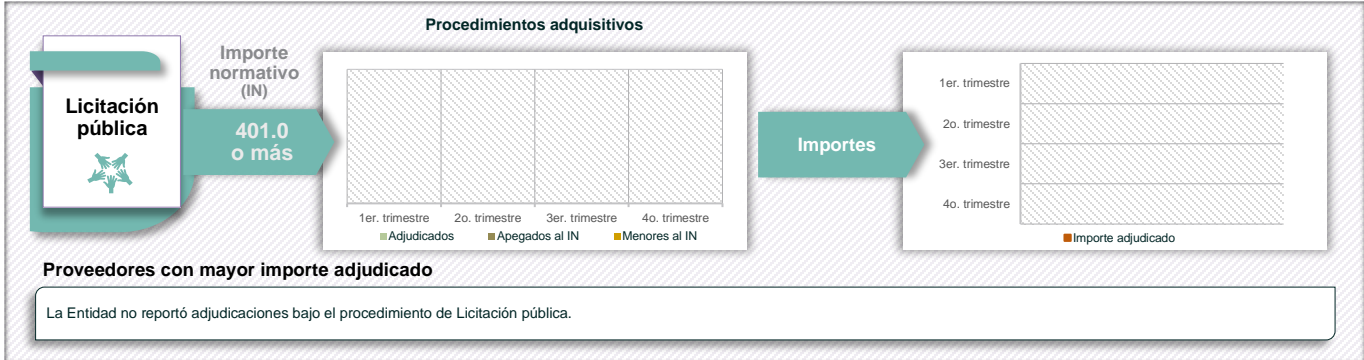 Procedimientos adquisitivos
Licitación
pública
Importe
normativo
(IN)
401.0
o más
1er. trimestre 2o. trimestre 3er. trimestre 4o. trimestre
Adjudicados Apegados al IN Menores al IN
Importes
1er. trimestre
2o. trimestre
3er. trimestre
4o. trimestre
Importe adjudicado
Proveedores con mayor importe adjudicado
La Entidad no reportó adjudicaciones bajo el procedimiento de Licitación pública.